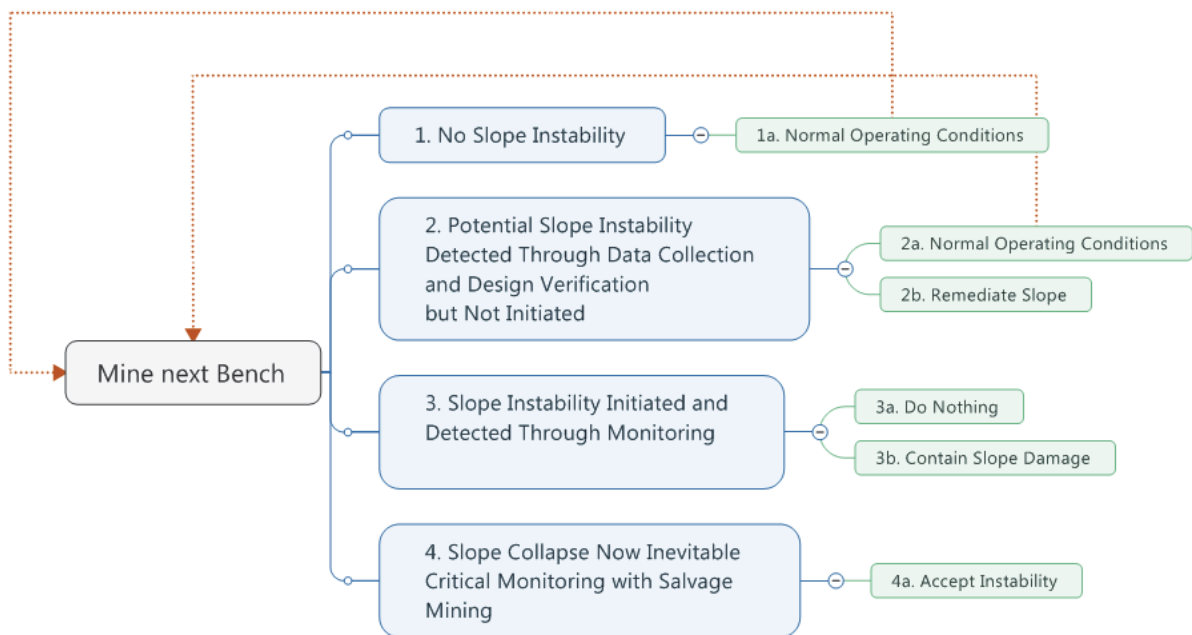 1. No Slope Instability
1a. Normal Operating Conditions
2. Potential Slope Instability
Detected Through Data Collection
and Design Verification
but Not Initiated
2a. Normal Operating Conditions
2b. Remediate Slope
Mine next Bench
3. Slope Instability Initiated and
Detected Through Monitoring
3a. Do Nothing
3b. Contain Slope Damage
4. Slope Collapse Now Inevitable
Critical Monitoring with Salvage
Mining
4a. Accept Instability